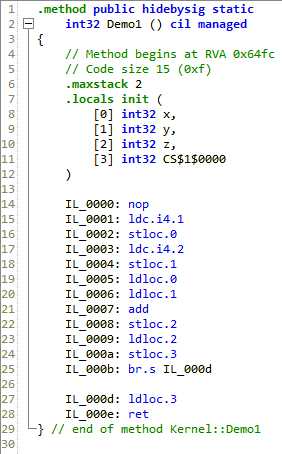 1 .method public hidebysig static
2 int32 Demo1 () cil managed
3 {
4 // Method begins at RVA 0x64fc
5 // Code size 15 (0xf)
6 .maxstack 2
7 .locals init (
8 [0] int32 x,
9 [1] int32 y,
10 [2] int32 z,
11 [3] int32 CS$1$0000
12 )
13
14 IL_0000: nop
15 IL_0001: ldc.i4.1
16 IL_0002: stloc.0
17 IL_0003: ldc.i4.2
18 IL_0004: stloc.1
19 IL_0005: ldloc.0
20 IL_0006: ldloc.1
21 IL_0007: add
22 IL_0008: stloc.2
23 IL_0009: ldloc.2
24 IL_000a: stloc.3
25 IL_000b: br.s IL_000d
26
27 IL_000d: ldloc.3
28 IL_000e: ret
29 } // end of method Kernel::Demo1
30